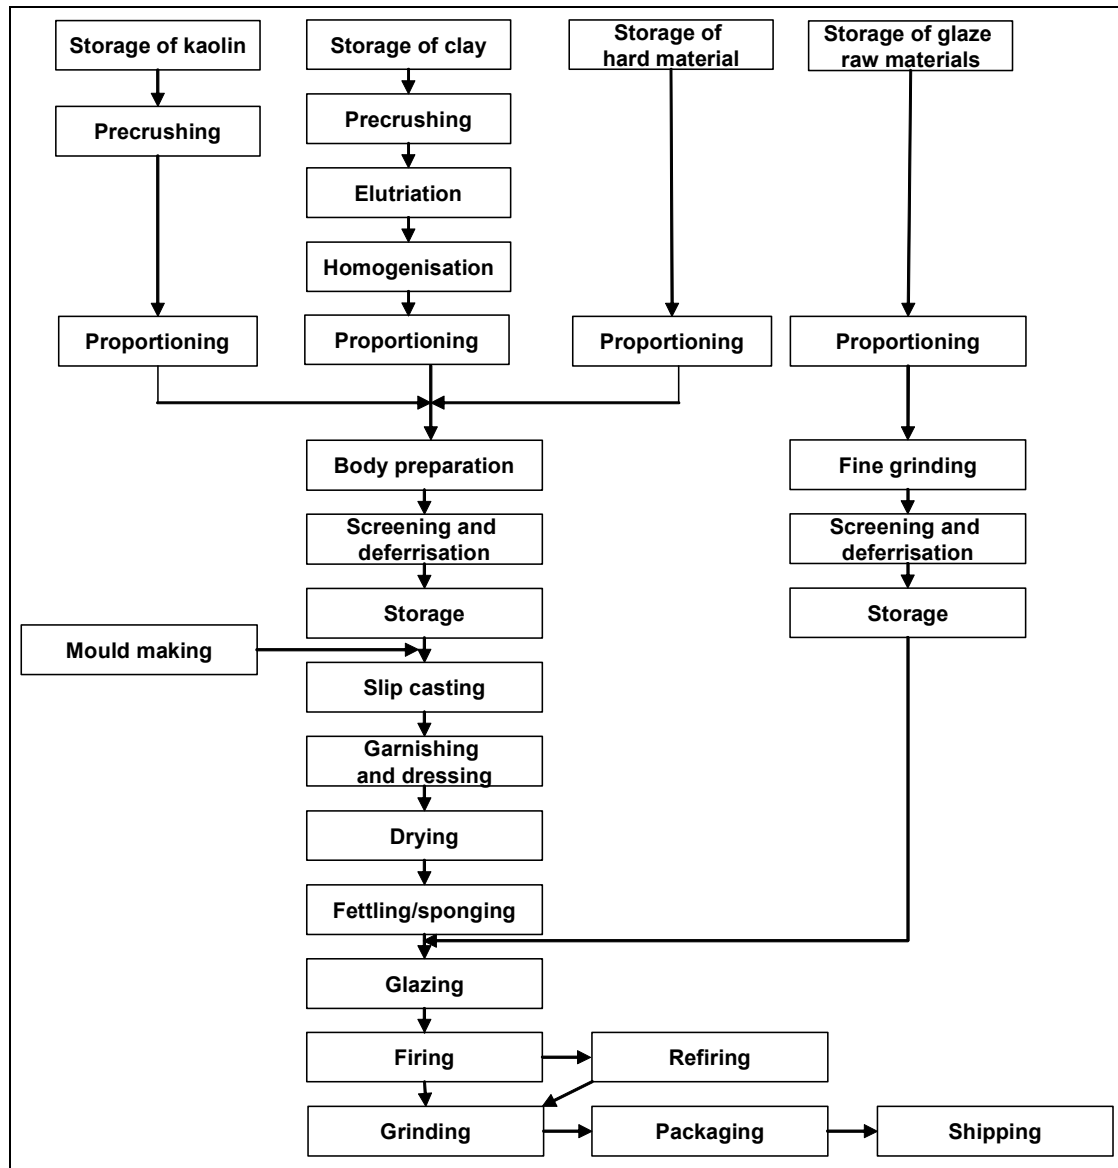 Storage of kaolin
Storage of clay
Storage of
hard material
Storage of glaze
raw materials
Precrushing
Precrushing
Elutriation
Homogenisation
Proportioning
Proportioning
Proportioning
Proportioning
Body preparation
Fine grinding
Screening and
deferrisation
Screening and
deferrisation
Storage
Storage
Mould making
Slip casting
Garnishing
and dressing
Drying
Fettling/sponging
Glazing
Firing
Refiring
Grinding
Packaging
Shipping